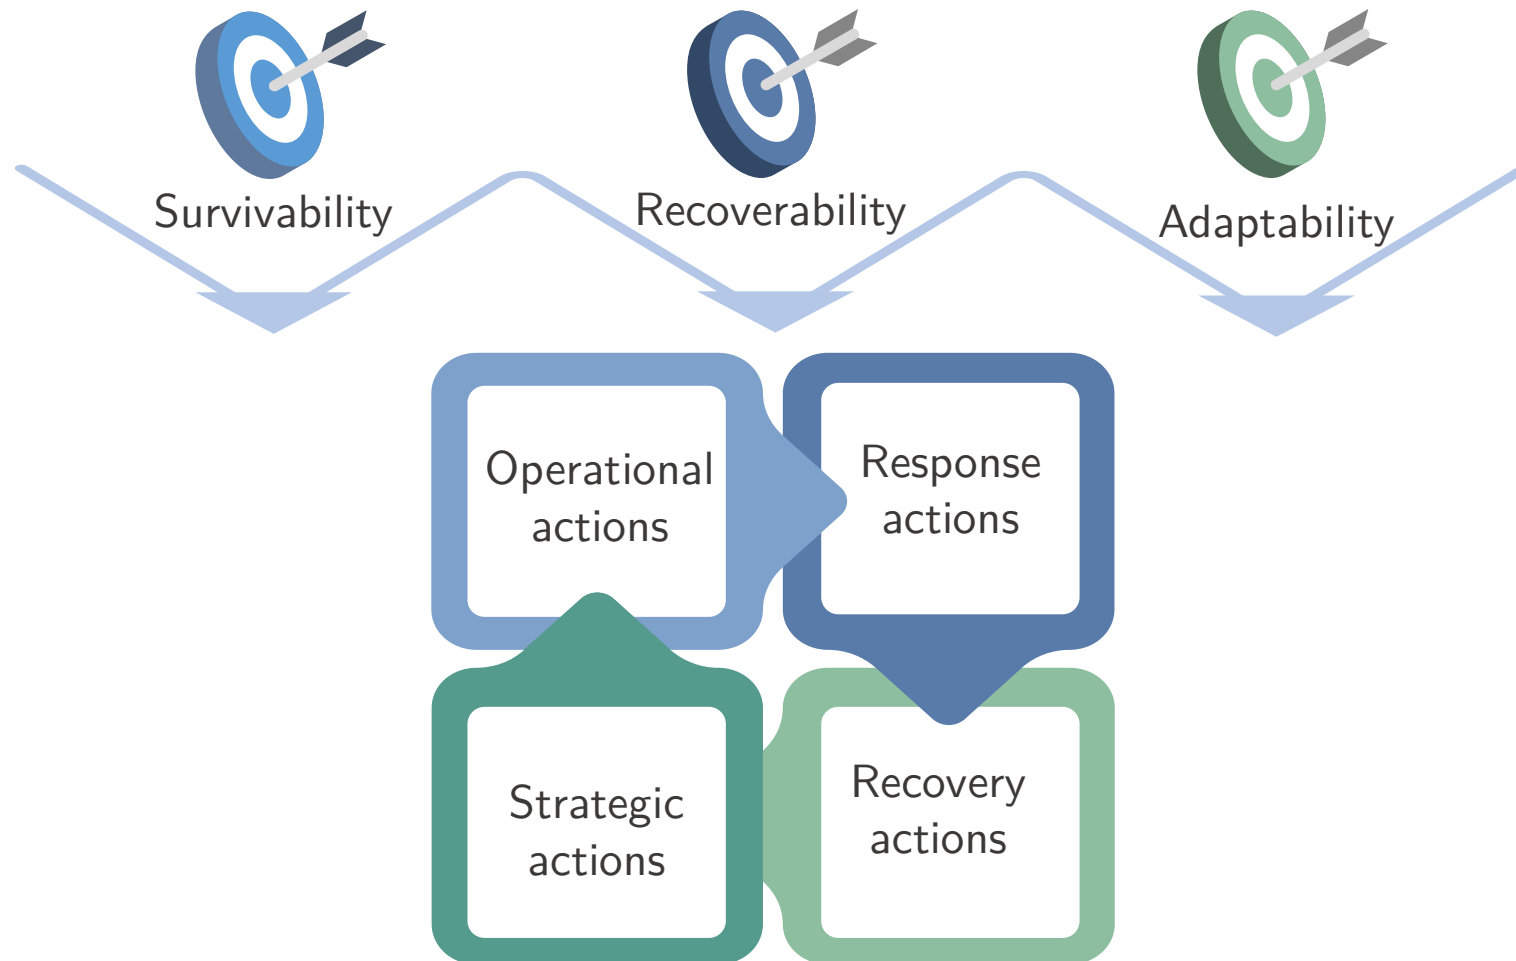 Survivability
Recoverability
Adaptability
Operational
actions
Response
actions
Strategic
actions
Recovery
actions